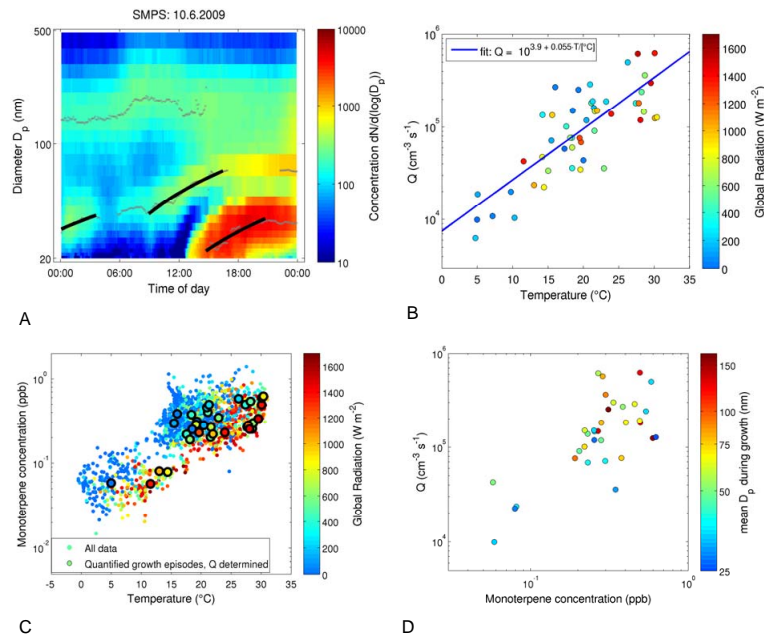 SMPS: 10.6.2009
500
100
20
Diameter D_p (nm)
00:00 06:00 12:00 18:00 00:00
Time of day
10000
1000
100
10
Concentration dN/d(log(D_p))
A
fit: Q = 10^{3.9 + 0.055·T/[°C]}
10^6
10^5
10^4
Q (cm^-3 s^-1)
0 5 10 15 20 25 30 35
Temperature (°C)
1600
1400
1200
1000
800
600
400
200
0
Global Radiation (W m^-2)
B
10^0
10^-1
10^-2
Monoterpene concentration (ppb)
All data
Quantified growth episodes, Q determined
-5 0 5 10 15 20 25 30 35
Temperature (°C)
1600
1400
1200
1000
800
600
400
200
0
Global Radiation (W m^-2)
C
10^6
10^5
10^4
Q (cm^-3 s^-1)
10^-1 10^0
Monoterpene concentration (ppb)
150
100
50
25
mean D_p during growth (nm)
D